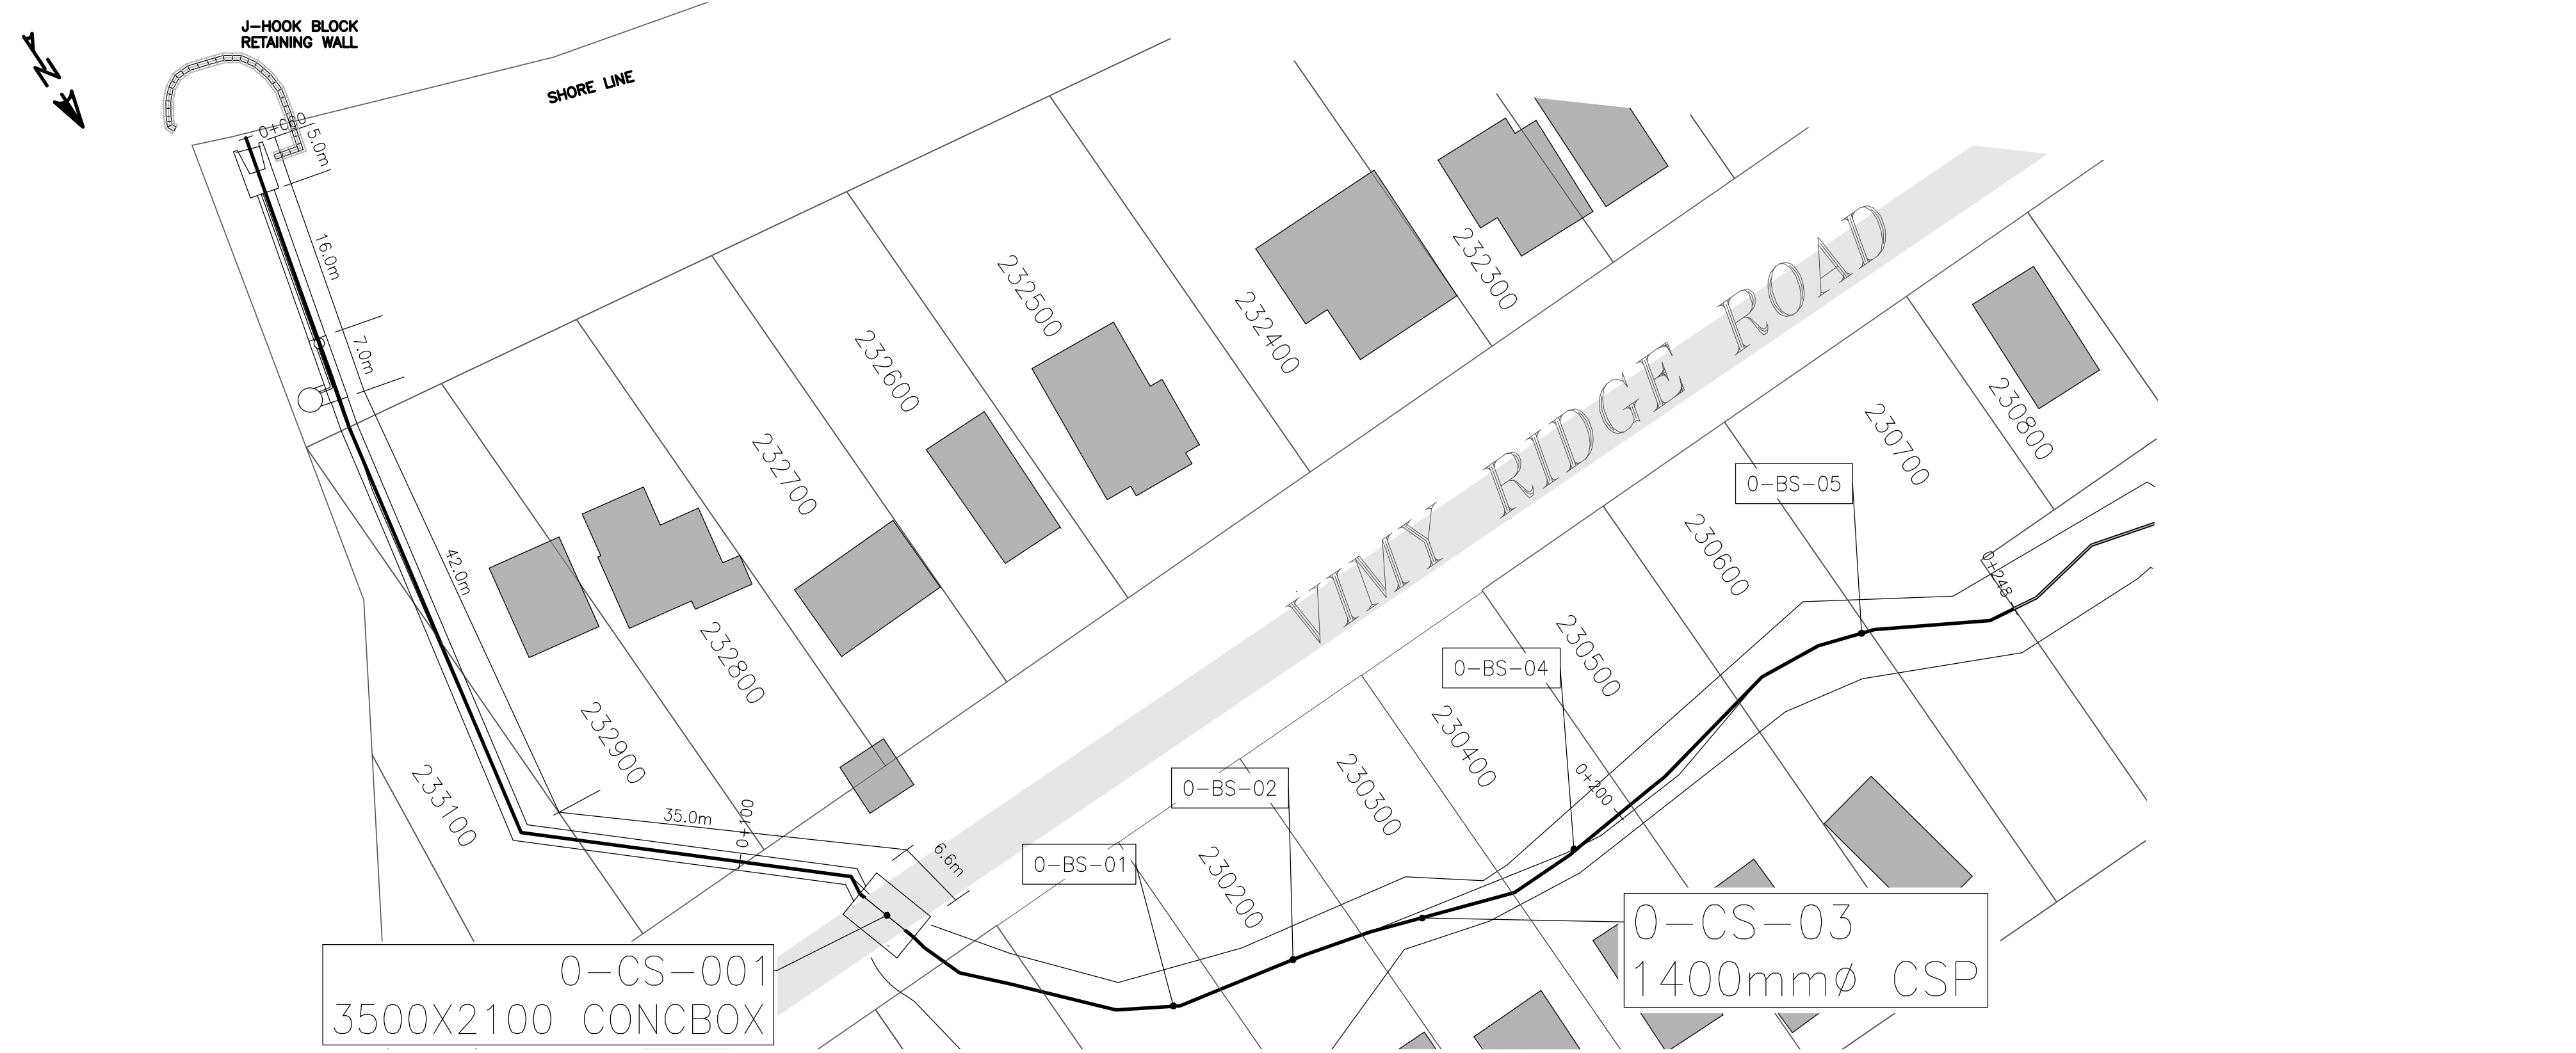 J-HOOK BLOCK
RETAINING WALL
N
SHORE LINE
5.0m
16.0m
7.0m
42.0m
35.0m
0+100
6.6m
233100
232900
232800
232700
232600
232500
232400
232300
VIMY RIDGE ROAD
230800
230700
230600
230500
230400
230300
230200
0-BS-05
0-BS-04
0-BS-02
0-BS-01
0+248
0+200
0-CS-001
3500X2100 CONCBOX
0-CS-03
1400mmø CSP